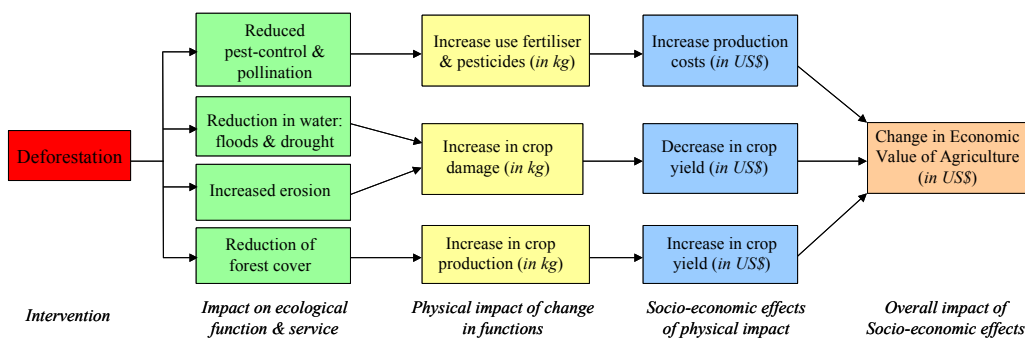 Deforestation
Reduced
pest-control &
pollination
Reduction in water:
floods & drought
Increased erosion
Reduction of
forest cover
Increase use fertiliser
& pesticides (in kg)
Increase in crop
damage (in kg)
Increase in crop
production (in kg)
Increase production
costs (in US$)
Decrease in crop
yield (in US$)
Increase in crop
yield (in US$)
Change in Economic
Value of Agriculture
(in US$)
Intervention
Impact on ecological
function & service
Physical impact of change
in functions
Socio-economic effects
of physical impact
Overall impact of
Socio-economic effects